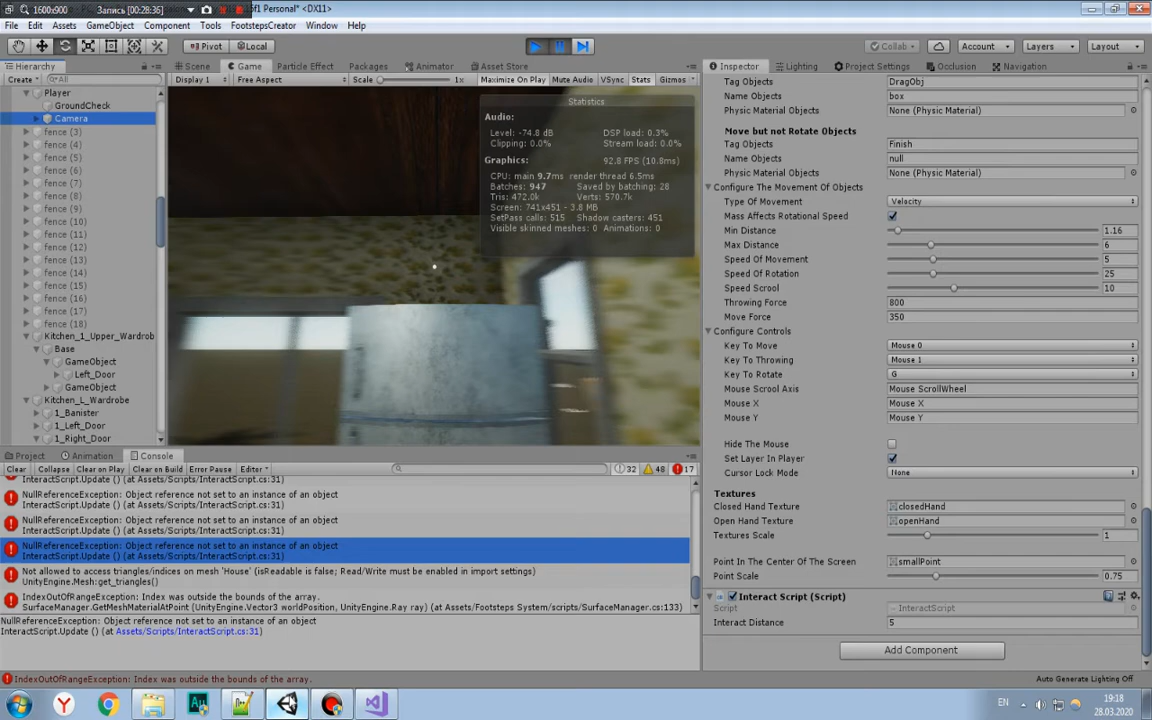 1600x900 Запись [00:28:36] 5f1 Personal* <DX11>
File Edit Assets GameObject Component Tools FootstepsCreator Window Help
Pivot Local Collab Account Layers Layout
Hierarchy Scene Game Particle Effect Packages Animator Asset Store Inspector Lighting Project Settings Occlusion Navigation
Create All Display 1 Free Aspect Scale 1x Maximize On Play Mute Audio VSync Stats Gizmos
Player
GroundCheck
Camera
fence (3)
fence (4)
fence (5)
fence (6)
fence (7)
fence (8)
fence (9)
fence (10)
fence (11)
fence (12)
fence (13)
fence (14)
fence (15)
fence (16)
fence (17)
fence (18)
Kitchen_1_Upper_Wardrob
Base
GameObject
Left_Door
GameObject
Kitchen_L_Wardrobe
1_Banister
1_Left_Door
1_Right_Door
Statistics
Audio:
Level: -74.8 dB DSP load: 0.3%
Clipping: 0.0% Stream load: 0.0%
Graphics: 92.8 FPS (10.8ms)
CPU: main 9.7ms render thread 6.5ms
Batches: 947 Saved by batching: 28
Tris: 472.0k Verts: 570.7k
Screen: 741x451 - 3.8 MB
SetPass calls: 515 Shadow casters: 451
Visible skinned meshes: 0 Animations: 0
Tag Objects DragObj
Name Objects box
Physic Material Objects None (Physic Material)
Move but not Rotate Objects
Tag Objects Finish
Name Objects null
Physic Material Objects None (Physic Material)
Configure The Movement Of Objects
Type Of Movement Velocity
Mass Affects Rotational Speed
Min Distance 1.16
Max Distance 6
Speed Of Movement 5
Speed Of Rotation 25
Speed Scrool 10
Throwing Force 800
Move Force 350
Configure Controls
Key To Move Mouse 0
Key To Throwing Mouse 1
Key To Rotate G
Mouse Scrool Axis Mouse ScrollWheel
Mouse X Mouse X
Mouse Y Mouse Y
Hide The Mouse
Set Layer In Player
Cursor Lock Mode None
Textures
Closed Hand Texture closedHand
Open Hand Texture openHand
Textures Scale 1
Point In The Center Of The Screen smallPoint
Point Scale 0.75
Interact Script (Script)
Script InteractScript
Interact Distance 5
Add Component
Project Animation Console
Clear Collapse Clear on Play Clear on Build Error Pause Editor 32 48 17
InteractScript.Update () (at Assets/Scripts/InteractScript.cs:31)
NullReferenceException: Object reference not set to an instance of an object
InteractScript.Update () (at Assets/Scripts/InteractScript.cs:31)
NullReferenceException: Object reference not set to an instance of an object
InteractScript.Update () (at Assets/Scripts/InteractScript.cs:31)
NullReferenceException: Object reference not set to an instance of an object
InteractScript.Update () (at Assets/Scripts/InteractScript.cs:31)
Not allowed to access triangles/indices on mesh 'House' (isReadable is false; Read/Write must be enabled in import settings)
UnityEngine.Mesh:get_triangles()
IndexOutOfRangeException: Index was outside the bounds of the array.
SurfaceManager.GetMeshMaterialAtPoint (UnityEngine.Vector3 worldPosition, UnityEngine.Ray ray) (at Assets/Footsteps System/scripts/SurfaceManager.cs:133)
NullReferenceException: Object reference not set to an instance of an object
InteractScript.Update () (at Assets/Scripts/InteractScript.cs:31)
IndexOutOfRangeException: Index was outside the bounds of the array.
Auto Generate Lighting Off
Y Au EN 19:18
28.03.2020